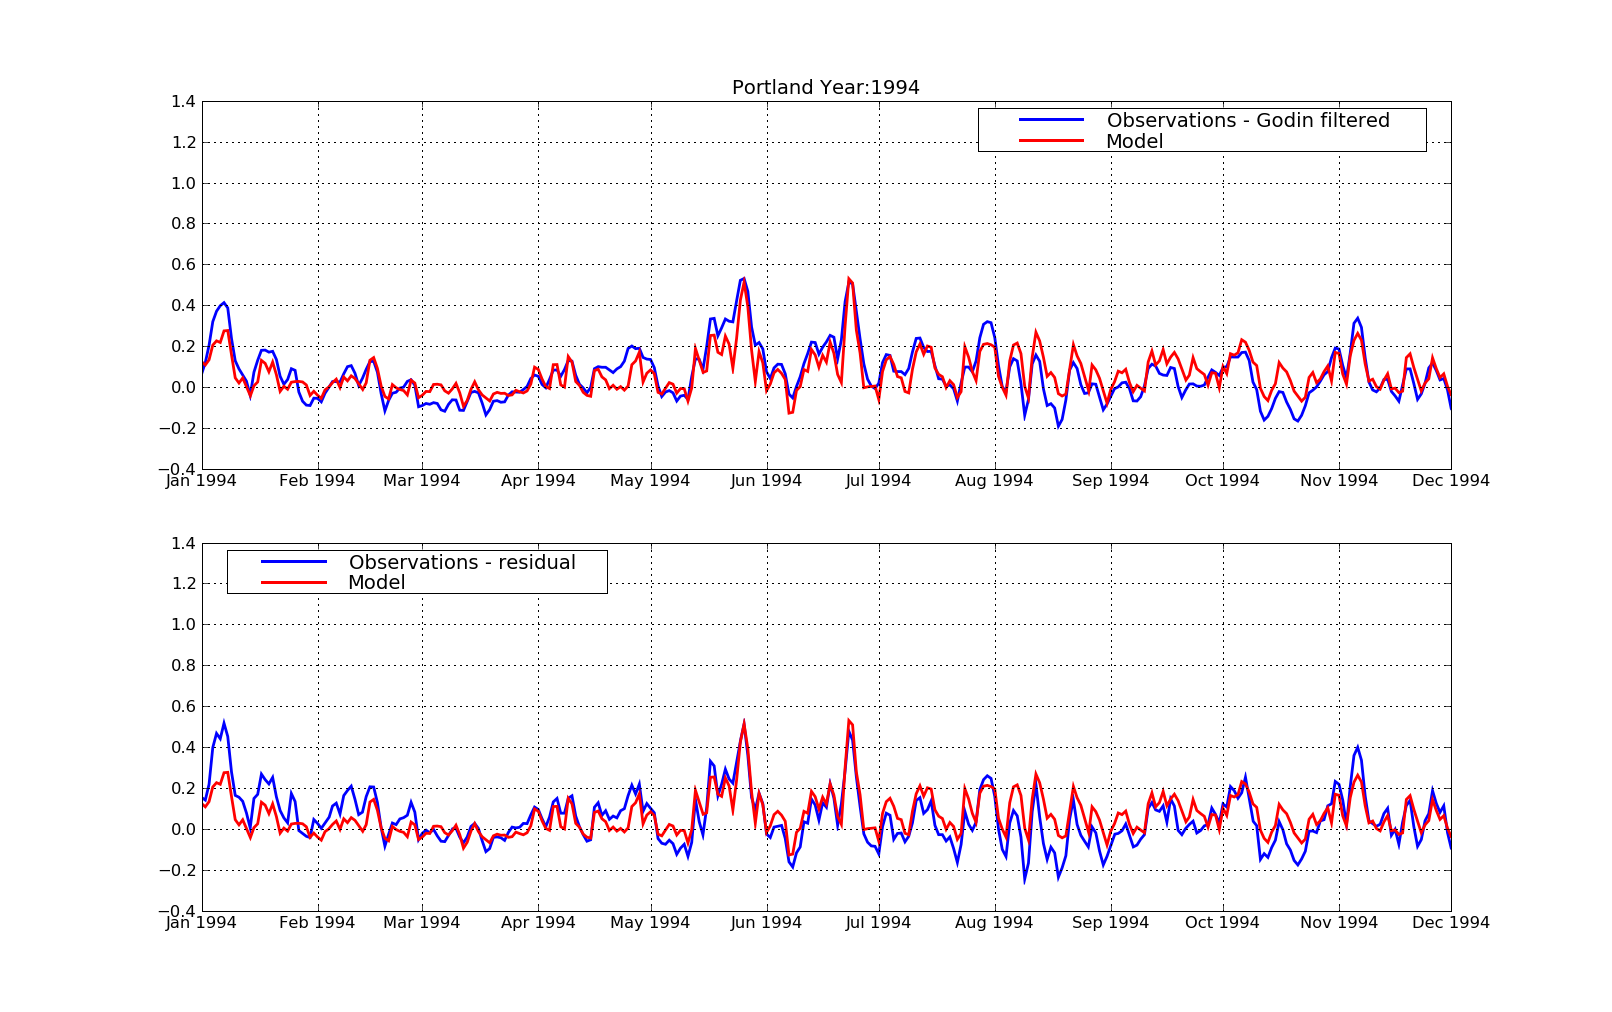 Portland Year:1994
1.4
1.2
1.0
0.8
0.6
0.4
0.2
0.0
−0.2
−0.4
Observations - Godin filtered
Model
Jan 1994 Feb 1994 Mar 1994 Apr 1994 May 1994 Jun 1994 Jul 1994 Aug 1994 Sep 1994 Oct 1994 Nov 1994 Dec 1994
1.4
1.2
1.0
0.8
0.6
0.4
0.2
0.0
−0.2
−0.4
Observations - residual
Model
Jan 1994 Feb 1994 Mar 1994 Apr 1994 May 1994 Jun 1994 Jul 1994 Aug 1994 Sep 1994 Oct 1994 Nov 1994 Dec 1994